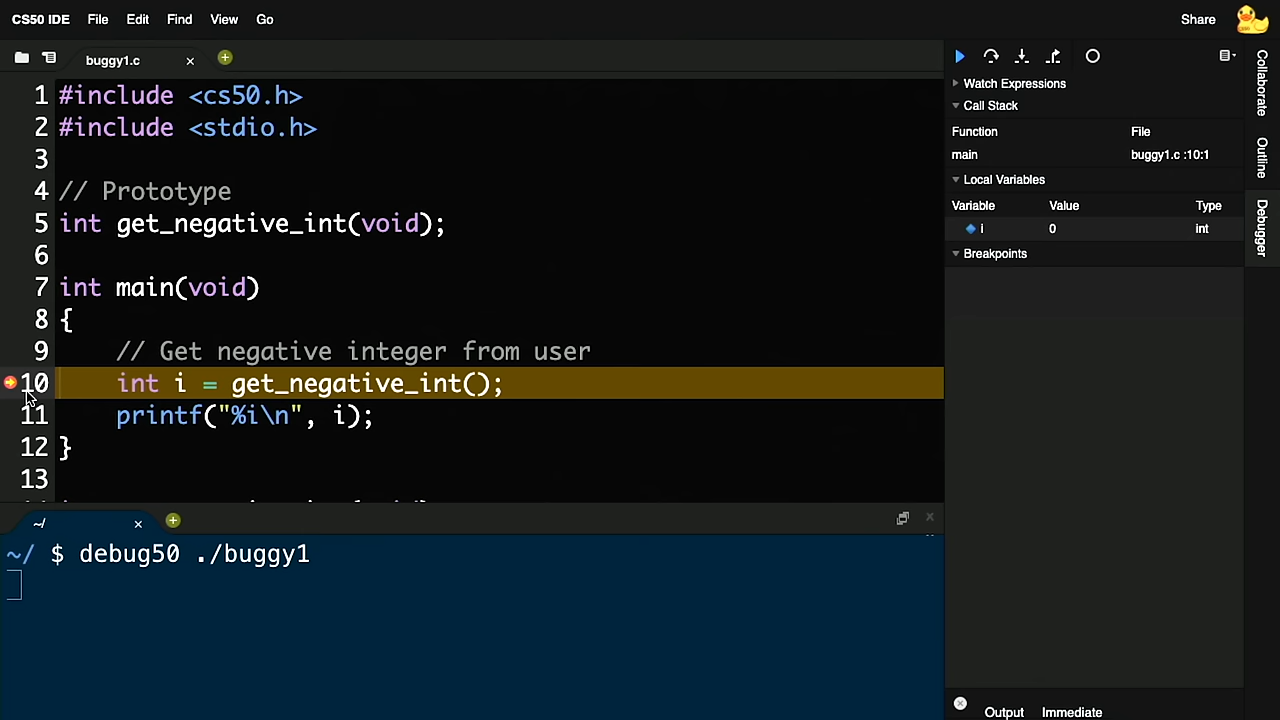 CS50 IDE File Edit Find View Go Share
buggy1.c
1 #include <cs50.h>
2 #include <stdio.h>
3
4 // Prototype
5 int get_negative_int(void);
6
7 int main(void)
8 {
9 // Get negative integer from user
10 int i = get_negative_int();
11 printf("%i\n", i);
12 }
13
~/
~/ $ debug50 ./buggy1
Watch Expressions
Call Stack
Function File
main buggy1.c :10:1
Local Variables
Variable Value Type
i 0 int
Breakpoints
Output Immediate
Collaborate
Outline
Debugger